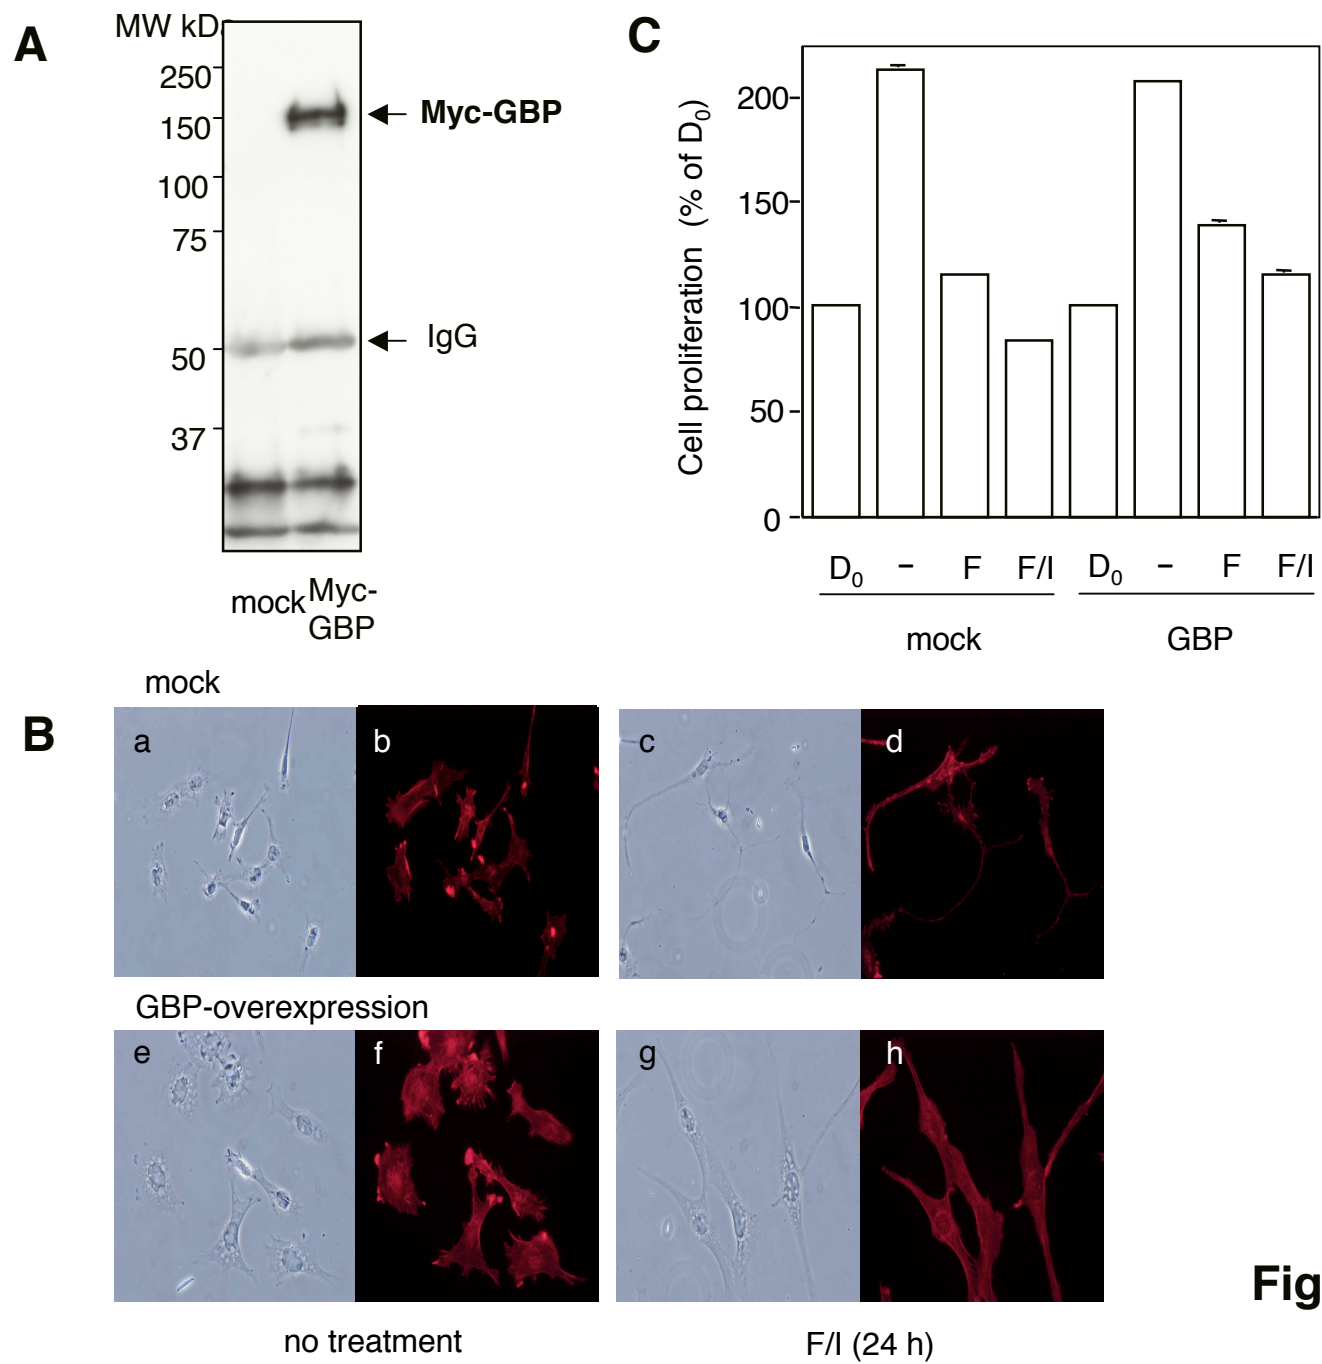 A
MW kDa
250
150
100
75
50
37
Myc-GBP
IgG
mock
Myc-
GBP
C
Cell proliferation (% of D0)
200
150
100
50
0
D0 – F F/I D0 – F F/I
mock GBP
B
mock
a b c d
GBP-overexpression
e f g h
no treatment F/I (24 h)
Fig